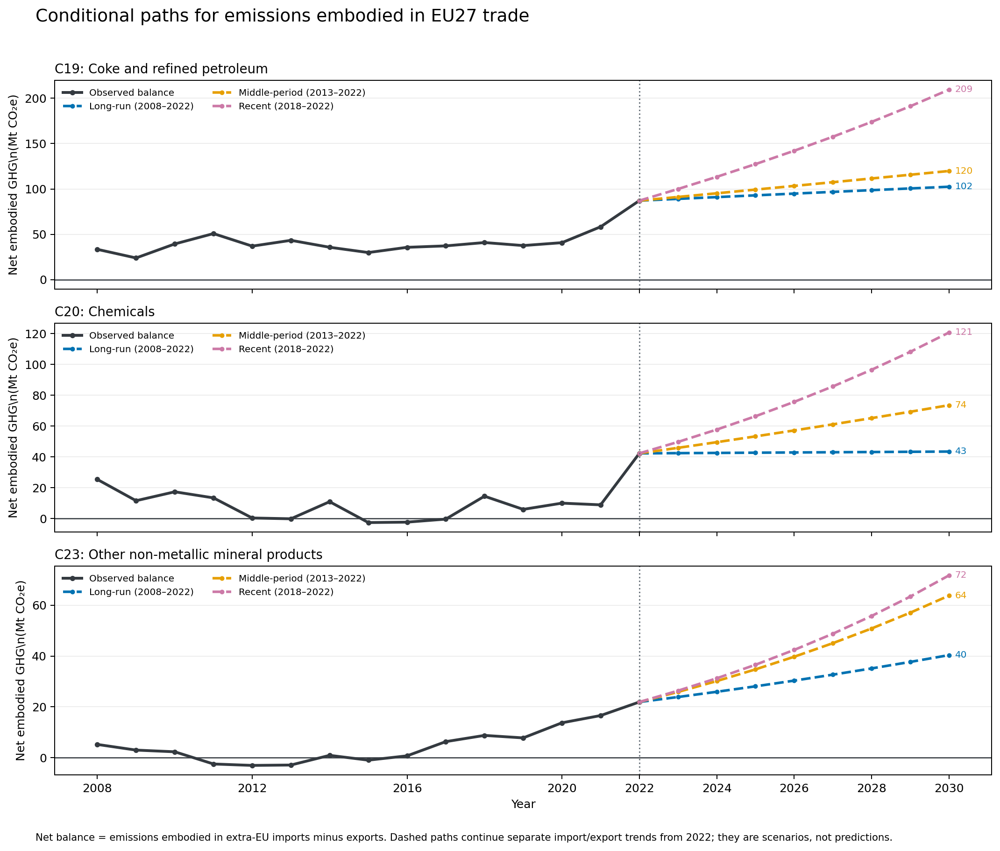 Conditional paths for emissions embodied in EU27 trade
C19: Coke and refined petroleum
Net embodied GHG\n(Mt CO₂e)
200
150
100
50
0
Observed balance
Long-run (2008–2022)
Middle-period (2013–2022)
Recent (2018–2022)
209
120
102
C20: Chemicals
Net embodied GHG\n(Mt CO₂e)
120
100
80
60
40
20
0
Observed balance
Long-run (2008–2022)
Middle-period (2013–2022)
Recent (2018–2022)
121
74
43
C23: Other non-metallic mineral products
Net embodied GHG\n(Mt CO₂e)
60
40
20
0
Observed balance
Long-run (2008–2022)
Middle-period (2013–2022)
Recent (2018–2022)
72
64
40
2008 2012 2016 2020 2022 2024 2026 2028 2030
Year
Net balance = emissions embodied in extra-EU imports minus exports. Dashed paths continue separate import/export trends from 2022; they are scenarios, not predictions.